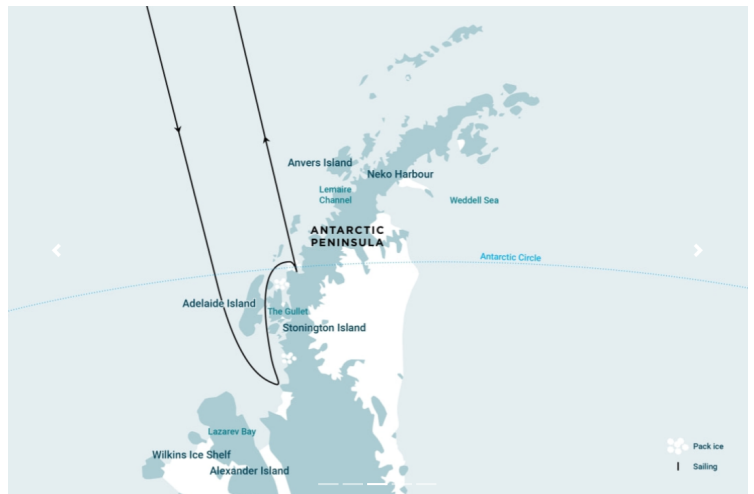 Anvers Island
Neko Harbour
Lemaire
Channel
Weddell Sea
ANTARCTIC
PENINSULA
Antarctic Circle
Adelaide Island
The Gullet
Stonington Island
Lazarev Bay
Wilkins Ice Shelf
Alexander Island
Pack ice
Sailing